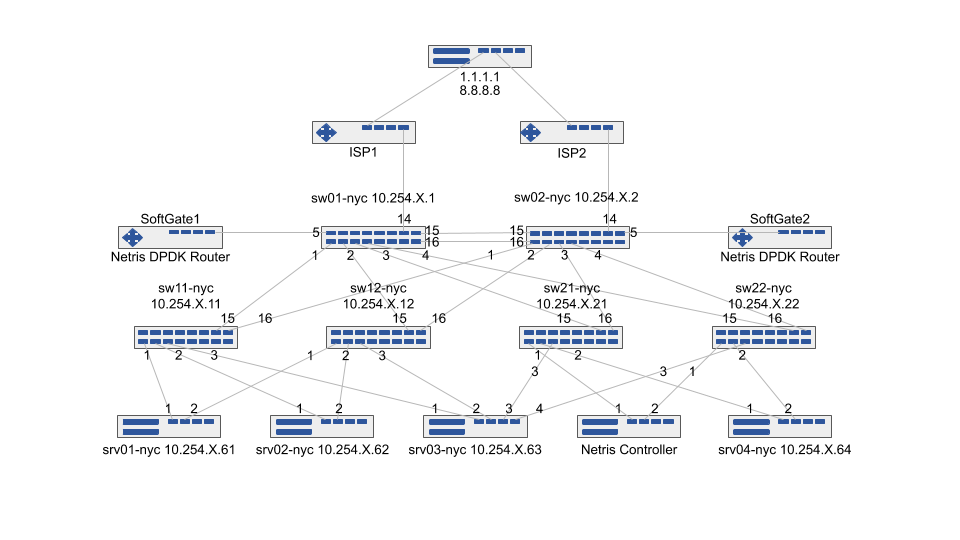 1.1.1.1
8.8.8.8
ISP1
ISP2
sw01-nyc 10.254.X.1
sw02-nyc 10.254.X.2
14
14
SoftGate1
SoftGate2
5
15
15
5
16
16
Netris DPDK Router
Netris DPDK Router
1
2
3
4
1
2
3
4
sw11-nyc
10.254.X.11
sw12-nyc
10.254.X.12
sw21-nyc
10.254.X.21
sw22-nyc
10.254.X.22
15
16
15
16
15
16
15
16
1
2
3
1
2
3
1
2
2
3
3
1
1
2
1
2
1
2
3
4
1
2
1
2
srv01-nyc 10.254.X.61
srv02-nyc 10.254.X.62
srv03-nyc 10.254.X.63
Netris Controller
srv04-nyc 10.254.X.64